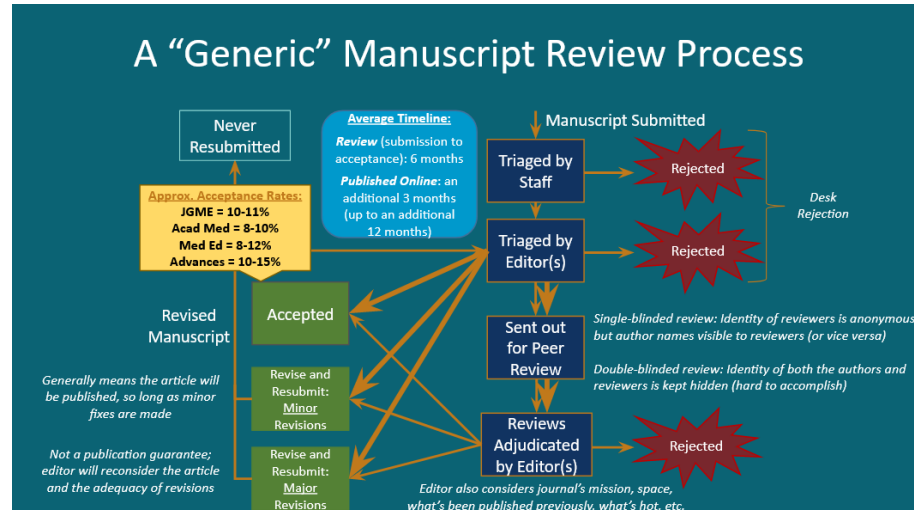 A “Generic” Manuscript Review Process
Never
Resubmitted
Average Timeline:
Review (submission to
acceptance): 6 months
Published Online: an
additional 3 months
(up to an additional
12 months)
Manuscript Submitted
Triaged by
Staff
Rejected
Desk
Rejection
Approx. Acceptance Rates:
JGME = 10-11%
Acad Med = 8-10%
Med Ed = 8-12%
Advances = 10-15%
Triaged by
Editor(s)
Rejected
Revised
Manuscript
Accepted
Sent out
for Peer
Review
Single-blinded review: Identity of reviewers is anonymous
but author names visible to reviewers (or vice versa)
Double-blinded review: Identity of both the authors and
reviewers is kept hidden (hard to accomplish)
Generally means the article will
be published, so long as minor
fixes are made
Revise and
Resubmit:
Minor
Revisions
Reviews
Adjudicated
by Editor(s)
Rejected
Not a publication guarantee;
editor will reconsider the article
and the adequacy of revisions
Revise and
Resubmit:
Major
Revisions
Editor also considers journal’s mission, space,
what’s been published previously, what’s hot, etc.